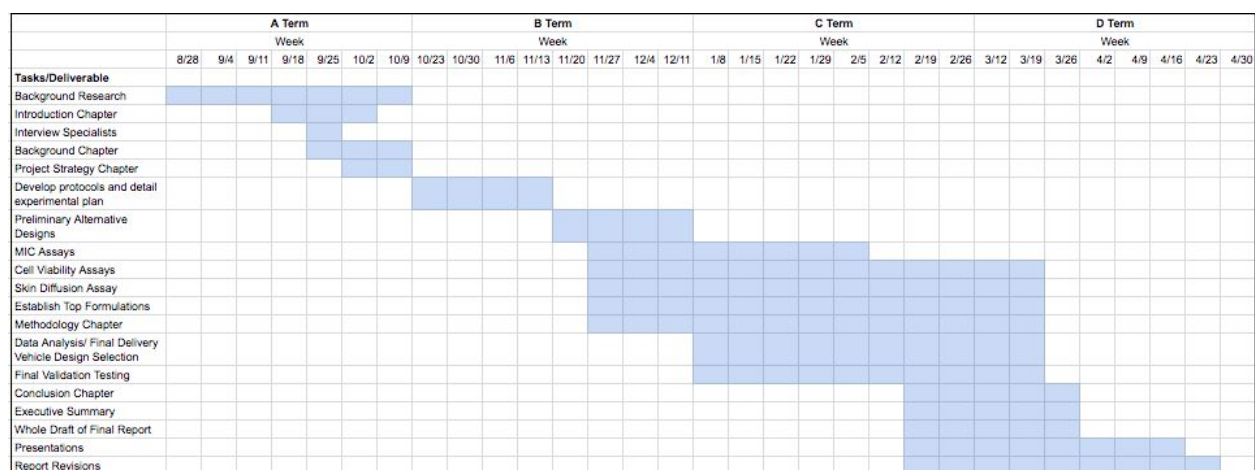 A Term B Term C Term D Term
Week Week Week Week
8/28 9/4 9/11 9/18 9/25 10/2 10/9 10/23 10/30 11/6 11/13 11/20 11/27 12/4 12/11 1/8 1/15 1/22 1/29 2/5 2/12 2/19 2/26 3/12 3/19 3/26 4/2 4/9 4/16 4/23 4/30
Tasks/Deliverable
Background Research
Introduction Chapter
Interview Specialists
Background Chapter
Project Strategy Chapter
Develop protocols and detail
experimental plan
Preliminary Alternative
Designs
MIC Assays
Cell Viability Assays
Skin Diffusion Assay
Establish Top Formulations
Methodology Chapter
Data Analysis/ Final Delivery
Vehicle Design Selection
Final Validation Testing
Conclusion Chapter
Executive Summary
Whole Draft of Final Report
Presentations
Report Revisions